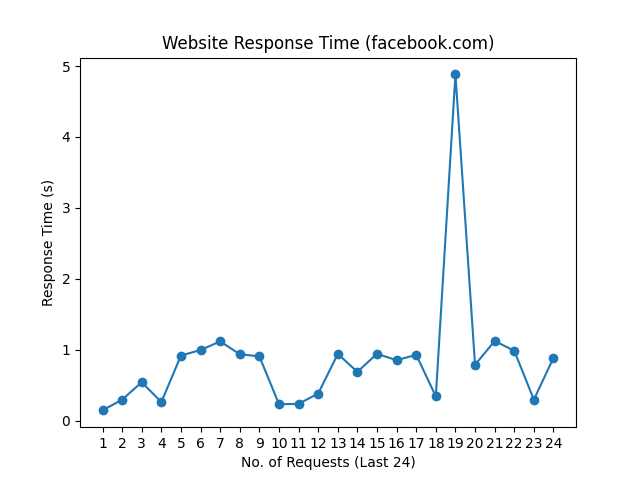 Website Response Time (facebook.com)
5
4
3
2
1
0
Response Time (s)
1 2 3 4 5 6 7 8 9 10 11 12 13 14 15 16 17 18 19 20 21 22 23 24
No. of Requests (Last 24)